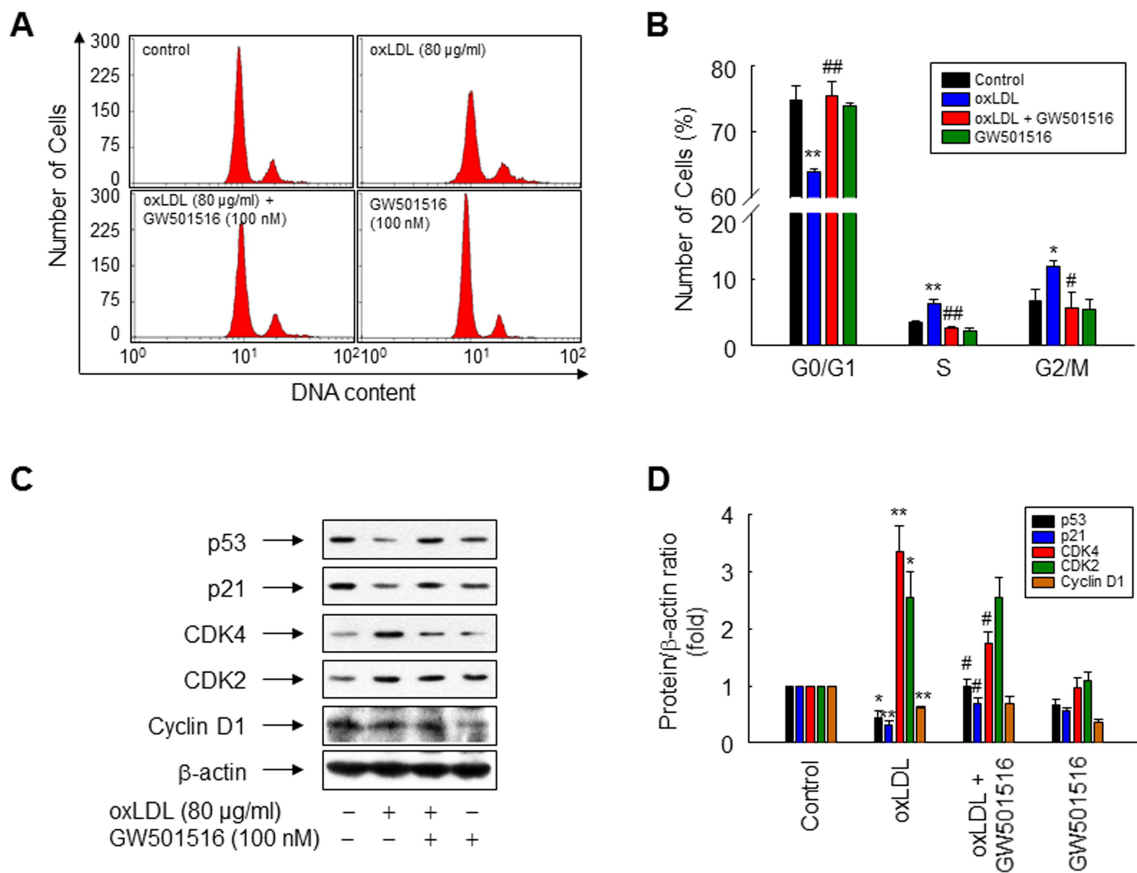 A
300
225
150
75
0
control
oxLDL (80 µg/ml)
300
225
150
75
0
oxLDL (80 µg/ml) +
GW501516 (100 nM)
GW501516
(100 nM)
Number of Cells
10⁰ 10¹ 10² 10⁰ 10¹ 10²
DNA content
B
80
70
60
20
10
0
Number of Cells (%)
** ## ** ## * #
Control
oxLDL
oxLDL + GW501516
GW501516
G0/G1 S G2/M
C
p53
p21
CDK4
CDK2
Cyclin D1
β-actin
oxLDL (80 µg/ml) − + + −
GW501516 (100 nM) − − + +
D
4
3
2
1
0
Protein/β-actin ratio
(fold)
* ** ** * ** # # #
p53
p21
CDK4
CDK2
Cyclin D1
Control
oxLDL
oxLDL +
GW501516
GW501516